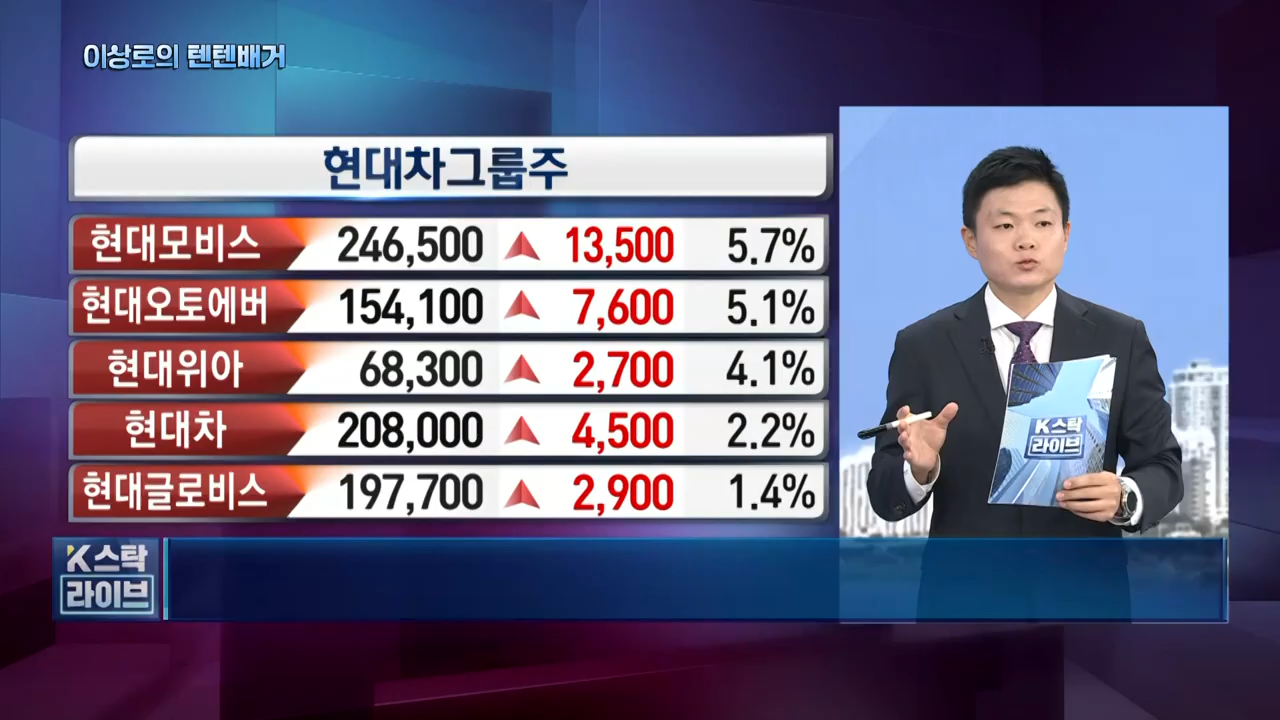 이상로의 텐텐배거
현대차그룹주
현대모비스 246,500 ▲ 13,500 5.7%
현대오토에버 154,100 ▲ 7,600 5.1%
현대위아 68,300 ▲ 2,700 4.1%
현대차 208,000 ▲ 4,500 2.2%
현대글로비스 197,700 ▲ 2,900 1.4%
K스탁
라이브
K스탁
라이브